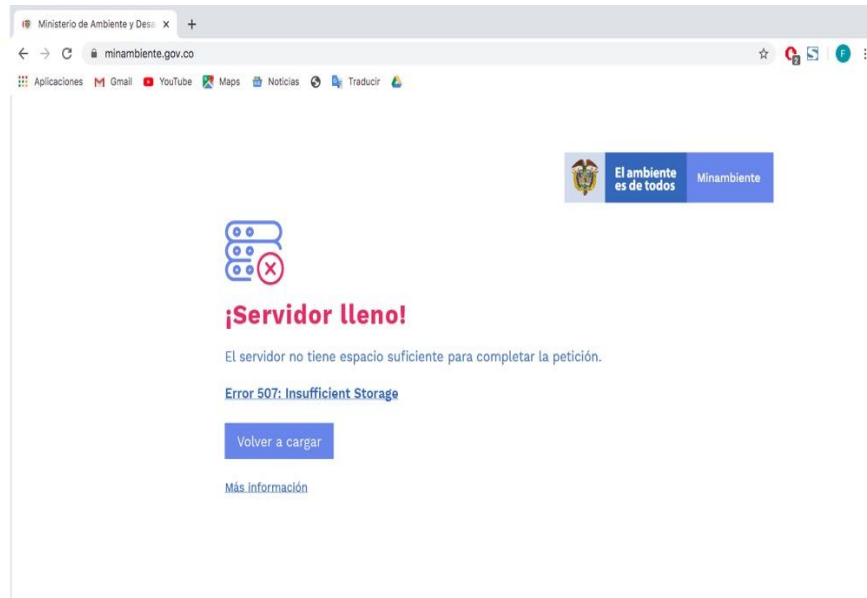 Ministerio de Ambiente y Desa
minambiente.gov.co
2
F
Aplicaciones Gmail YouTube Maps Noticias Traducir
El ambiente
es de todos
Minambiente
¡Servidor lleno!
El servidor no tiene espacio suficiente para completar la petición.
Error 507: Insufficient Storage
Volver a cargar
Más información